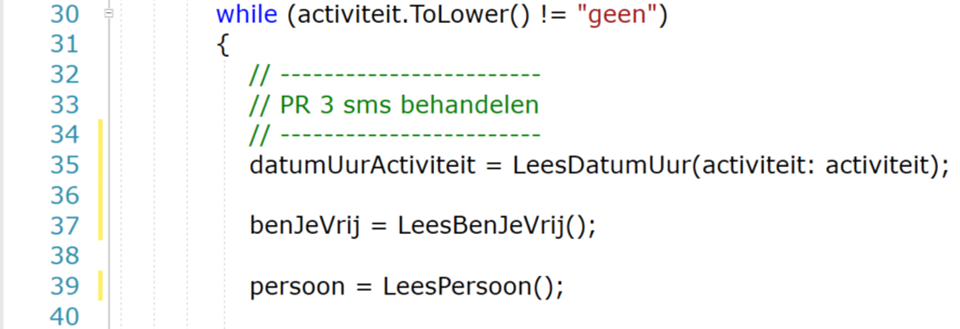 30 while (activiteit.ToLower() != "geen")
31 {
32 // ------------------------
33 // PR 3 sms behandelen
34 // ------------------------
35 datumUurActiviteit = LeesDatumUur(activiteit: activiteit);
36
37 benJeVrij = LeesBenJeVrij();
38
39 persoon = LeesPersoon();
40